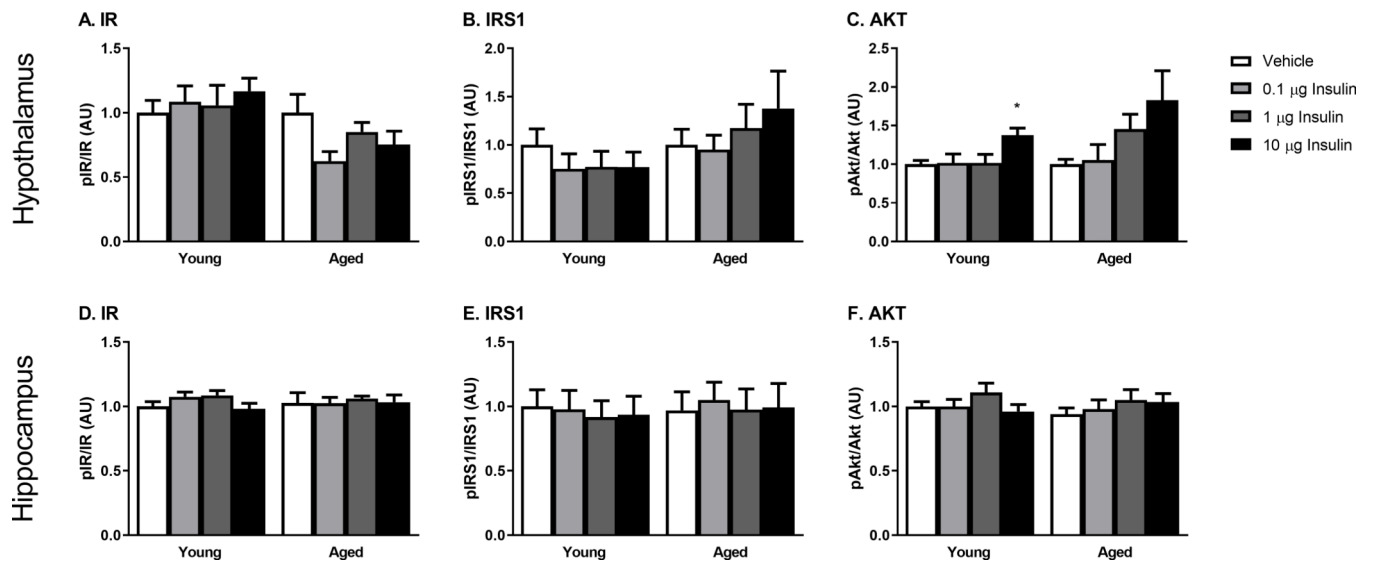 Hypothalamus
A. IR
pIR/IR (AU)
1.5
1.0
0.5
0.0
Young
Aged
B. IRS1
pIRS1/IRS1 (AU)
2.0
1.5
1.0
0.5
0.0
Young
Aged
C. AKT
pAkt/Akt (AU)
2.5
2.0
1.5
1.0
0.5
0.0
*
Young
Aged
Vehicle
0.1 μg Insulin
1 μg Insulin
10 μg Insulin
Hippocampus
D. IR
pIR/IR (AU)
1.5
1.0
0.5
0.0
Young
Aged
E. IRS1
pIRS1/IRS1 (AU)
1.5
1.0
0.5
0.0
Young
Aged
F. AKT
pAkt/Akt (AU)
1.5
1.0
0.5
0.0
Young
Aged